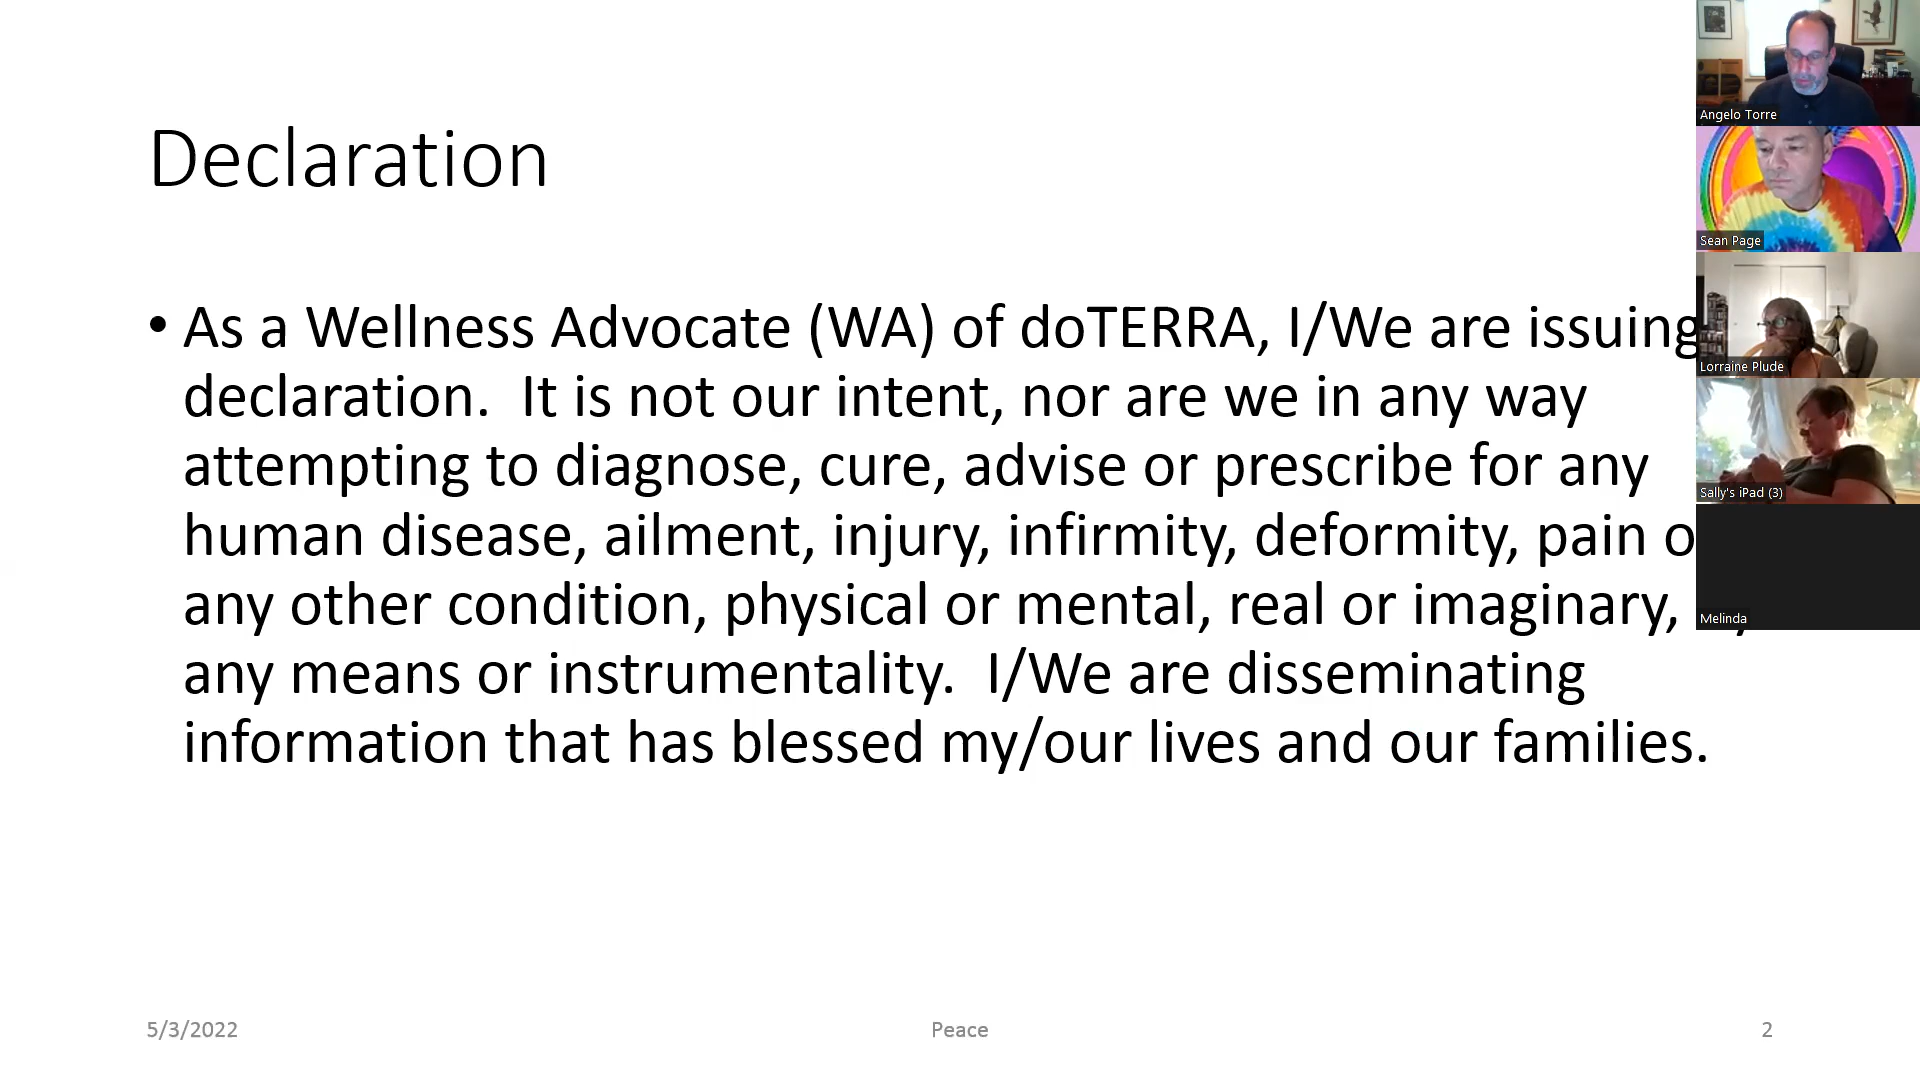 Declaration
• As a Wellness Advocate (WA) of doTERRA, I/We are issuing
declaration.  It is not our intent, nor are we in any way
attempting to diagnose, cure, advise or prescribe for any
human disease, ailment, injury, infirmity, deformity, pain
any other condition, physical or mental, real or imaginary,
any means or instrumentality.  I/We are disseminating
information that has blessed my/our lives and our families.
5/3/2022
Peace
2
Angelo Torre
Sean Page
Lorraine Plude
Sally's iPad (3)
Melinda